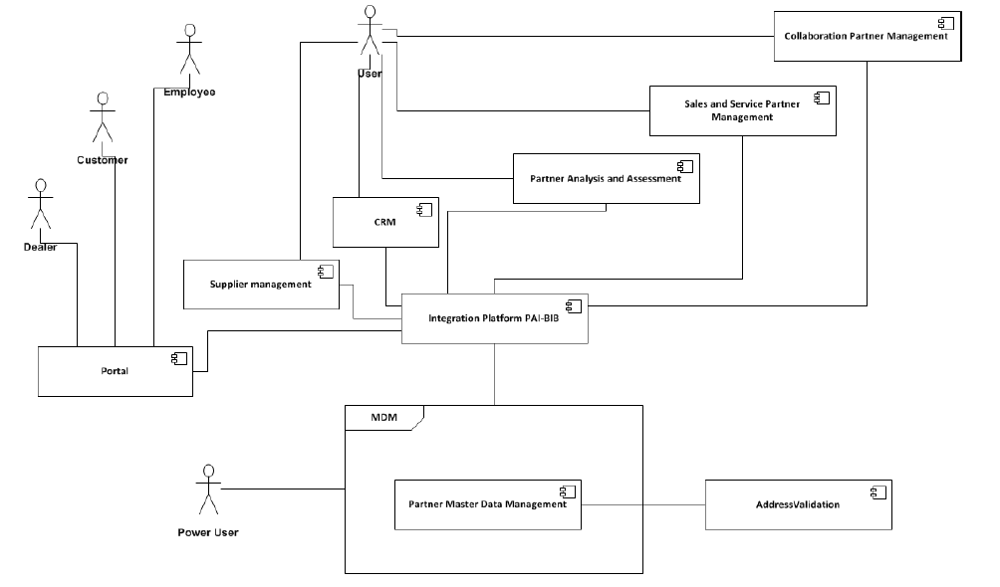 Collaboration Partner Management
User
Employee
Sales and Service Partner
Management
Customer
Partner Analysis and Assessment
CRM
Dealer
Supplier management
Integration Platform PAI-BIB
Portal
MDM
Partner Master Data Management
AddressValidation
Power User